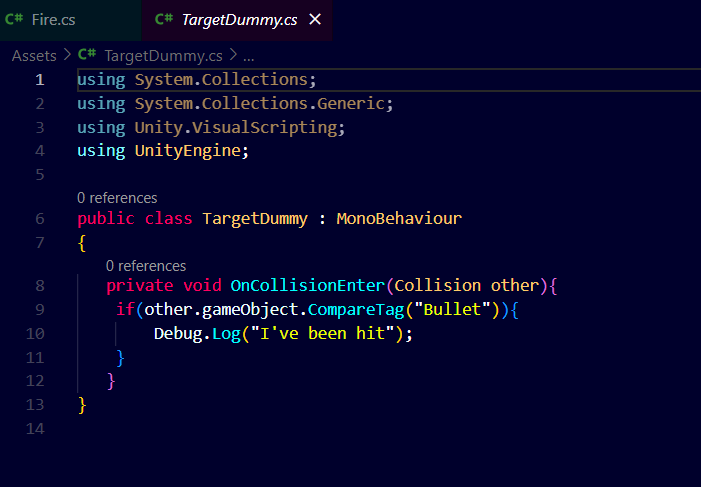 C# Fire.cs C# TargetDummy.cs ×
Assets > C# TargetDummy.cs > ...
1 using System.Collections;
2 using System.Collections.Generic;
3 using Unity.VisualScripting;
4 using UnityEngine;
5
0 references
6 public class TargetDummy : MonoBehaviour
7 {
0 references
8 private void OnCollisionEnter(Collision other){
9 if(other.gameObject.CompareTag("Bullet")){
10 Debug.Log("I've been hit");
11 }
12 }
13 }
14